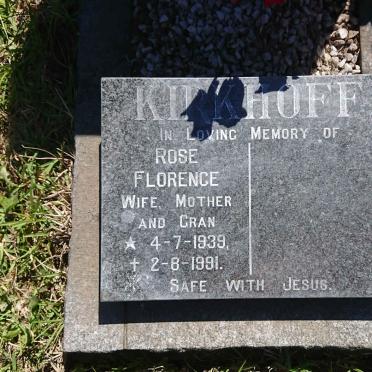 KIRKHOFF
IN LOVING MEMORY OF
ROSE
FLORENCE
WIFE, MOTHER
AND GRAN
★ 4-7-1939,
✝ 2-8-1991.
SAFE WITH JESUS.